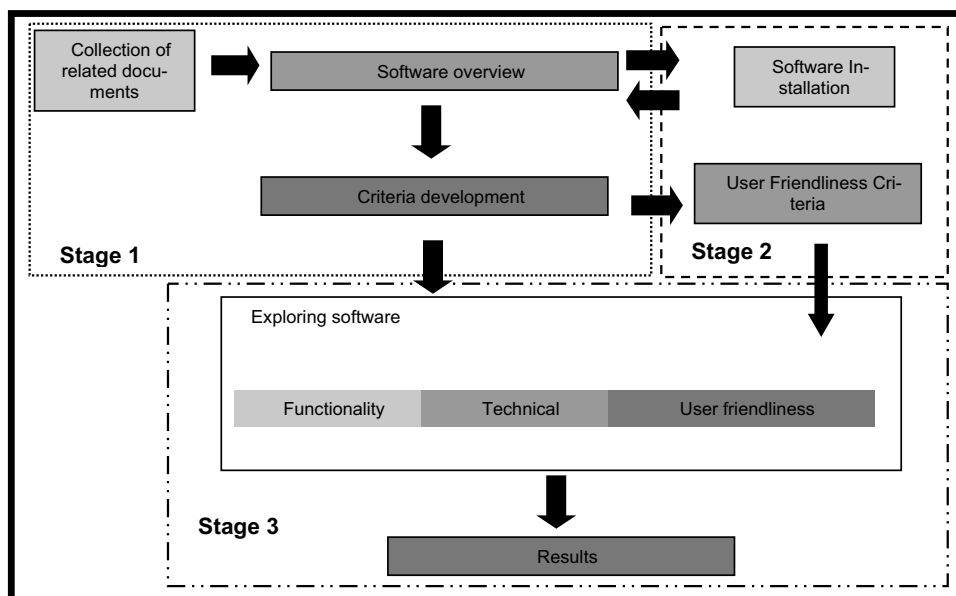 Collection of
related docu-
ments
Software overview
Software In-
stallation
Criteria development
User Friendliness Cri-
teria
Stage 1
Stage 2
Exploring software
Functionality
Technical
User friendliness
Stage 3
Results